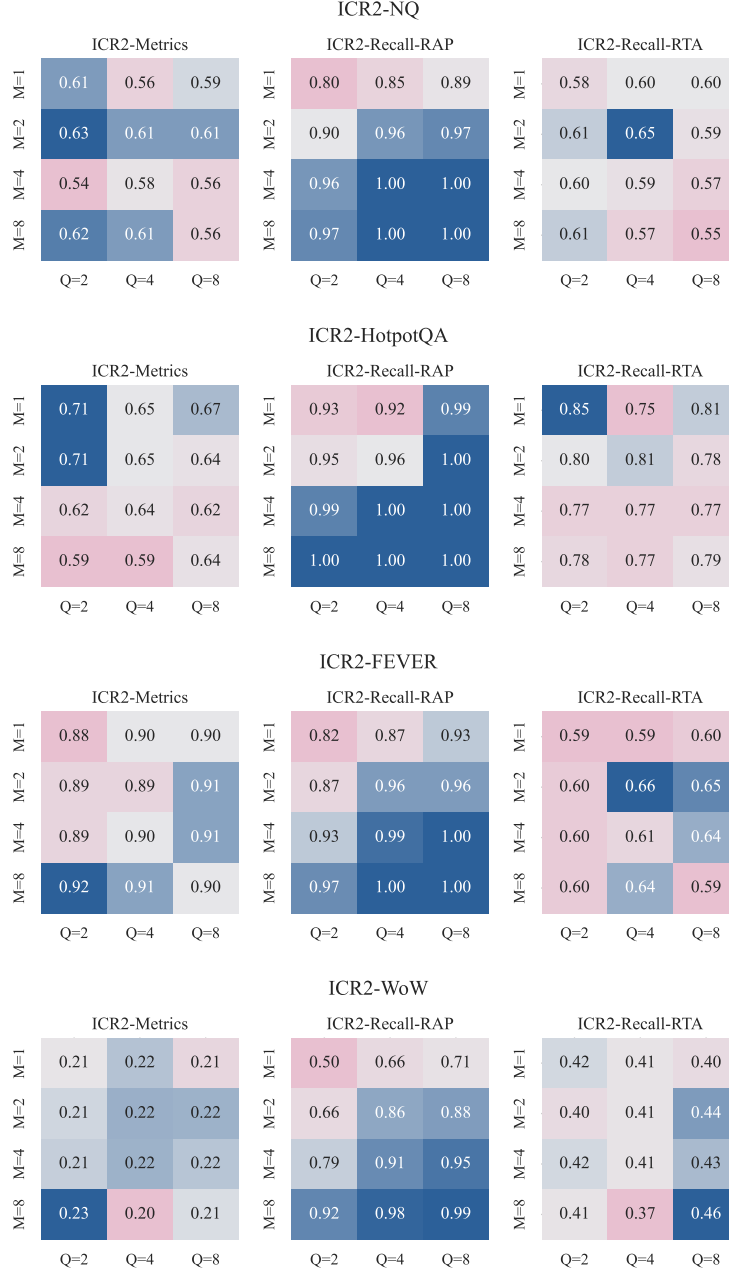 ICR2-NQ
ICR2-Metrics ICR2-Recall-RAP ICR2-Recall-RTA
M=1 0.61 0.56 0.59 M=1 0.80 0.85 0.89 M=1 0.58 0.60 0.60
M=2 0.63 0.61 0.61 M=2 0.90 0.96 0.97 M=2 0.61 0.65 0.59
M=4 0.54 0.58 0.56 M=4 0.96 1.00 1.00 M=4 0.60 0.59 0.57
M=8 0.62 0.61 0.56 M=8 0.97 1.00 1.00 M=8 0.61 0.57 0.55
Q=2 Q=4 Q=8 Q=2 Q=4 Q=8 Q=2 Q=4 Q=8
ICR2-HotpotQA
ICR2-Metrics ICR2-Recall-RAP ICR2-Recall-RTA
M=1 0.71 0.65 0.67 M=1 0.93 0.92 0.99 M=1 0.85 0.75 0.81
M=2 0.71 0.65 0.64 M=2 0.95 0.96 1.00 M=2 0.80 0.81 0.78
M=4 0.62 0.64 0.62 M=4 0.99 1.00 1.00 M=4 0.77 0.77 0.77
M=8 0.59 0.59 0.64 M=8 1.00 1.00 1.00 M=8 0.78 0.77 0.79
Q=2 Q=4 Q=8 Q=2 Q=4 Q=8 Q=2 Q=4 Q=8
ICR2-FEVER
ICR2-Metrics ICR2-Recall-RAP ICR2-Recall-RTA
M=1 0.88 0.90 0.90 M=1 0.82 0.87 0.93 M=1 0.59 0.59 0.60
M=2 0.89 0.89 0.91 M=2 0.87 0.96 0.96 M=2 0.60 0.66 0.65
M=4 0.89 0.90 0.91 M=4 0.93 0.99 1.00 M=4 0.60 0.61 0.64
M=8 0.92 0.91 0.90 M=8 0.97 1.00 1.00 M=8 0.60 0.64 0.59
Q=2 Q=4 Q=8 Q=2 Q=4 Q=8 Q=2 Q=4 Q=8
ICR2-WoW
ICR2-Metrics ICR2-Recall-RAP ICR2-Recall-RTA
M=1 0.21 0.22 0.21 M=1 0.50 0.66 0.71 M=1 0.42 0.41 0.40
M=2 0.21 0.22 0.22 M=2 0.66 0.86 0.88 M=2 0.40 0.41 0.44
M=4 0.21 0.22 0.22 M=4 0.79 0.91 0.95 M=4 0.42 0.41 0.43
M=8 0.23 0.20 0.21 M=8 0.92 0.98 0.99 M=8 0.41 0.37 0.46
Q=2 Q=4 Q=8 Q=2 Q=4 Q=8 Q=2 Q=4 Q=8